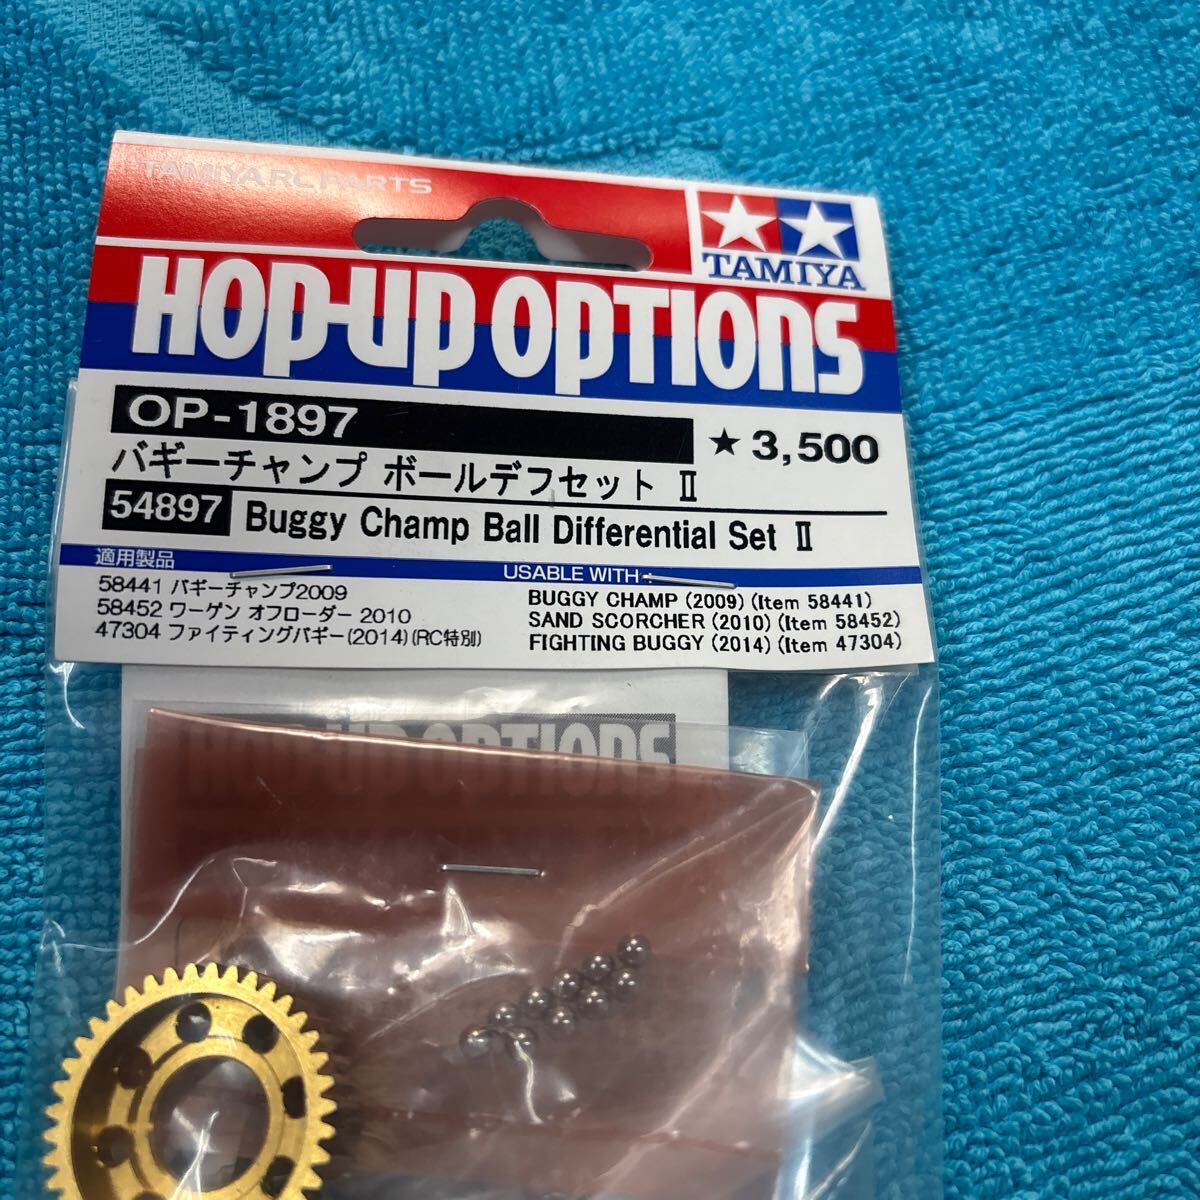 TAMIYA RC PARTS
TAMIYA
HOP-UP OPTIONS
OP-1897
★ 3,500
バギーチャンプ ボールデフセット Ⅱ
54897 Buggy Champ Ball Differential Set Ⅱ
適用製品
58441 バギーチャンプ2009
58452 ワーゲン オフローダー 2010
47304 ファイティングバギー(2014)(RC特別)
USABLE WITH :
BUGGY CHAMP (2009) (Item 58441)
SAND SCORCHER (2010) (Item 58452)
FIGHTING BUGGY (2014) (Item 47304)
HOP-UP OPTIONS